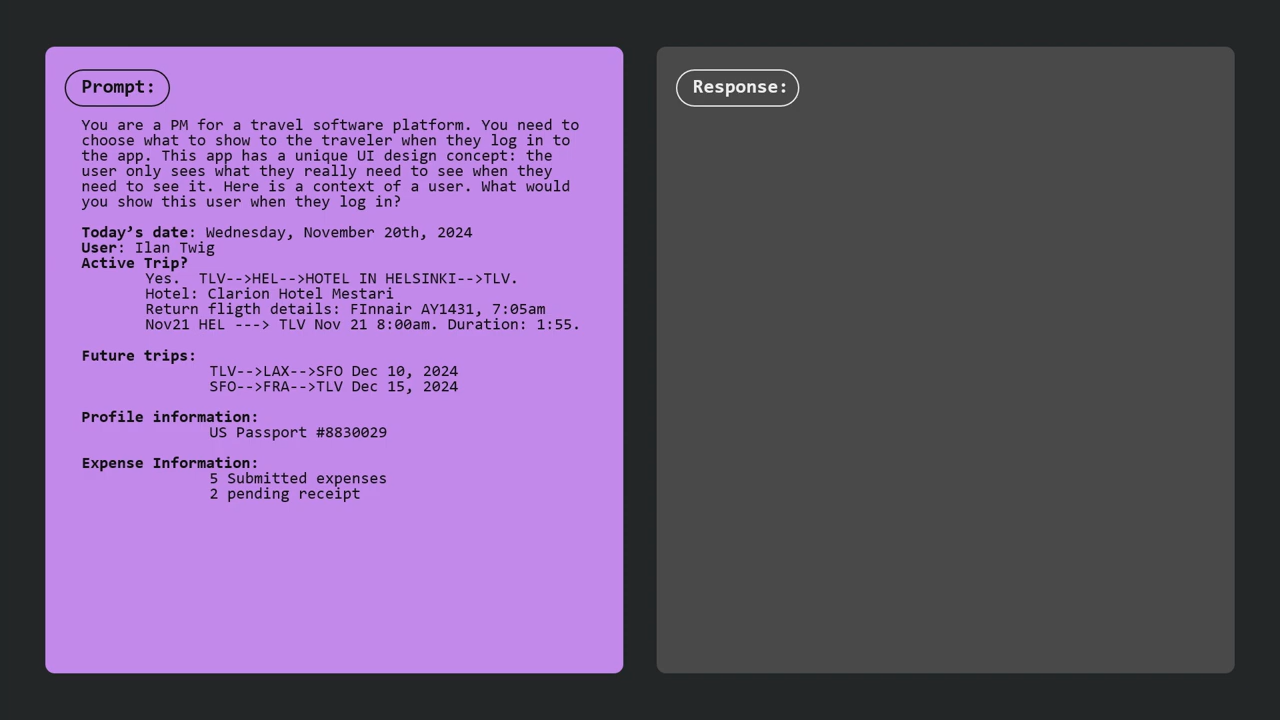 Prompt:
You are a PM for a travel software platform. You need to
choose what to show to the traveler when they log in to
the app. This app has a unique UI design concept: the
user only sees what they really need to see when they
need to see it. Here is a context of a user. What would
you show this user when they log in?
Today’s date: Wednesday, November 20th, 2024
User: Ilan Twig
Active Trip?
Yes. TLV-->HEL-->HOTEL IN HELSINKI-->TLV.
Hotel: Clarion Hotel Mestari
Return fligth details: FInnair AY1431, 7:05am
Nov21 HEL ---> TLV Nov 21 8:00am. Duration: 1:55.
Future trips:
TLV-->LAX-->SFO Dec 10, 2024
SFO-->FRA-->TLV Dec 15, 2024
Profile information:
US Passport #8830029
Expense Information:
5 Submitted expenses
2 pending receipt
Response: